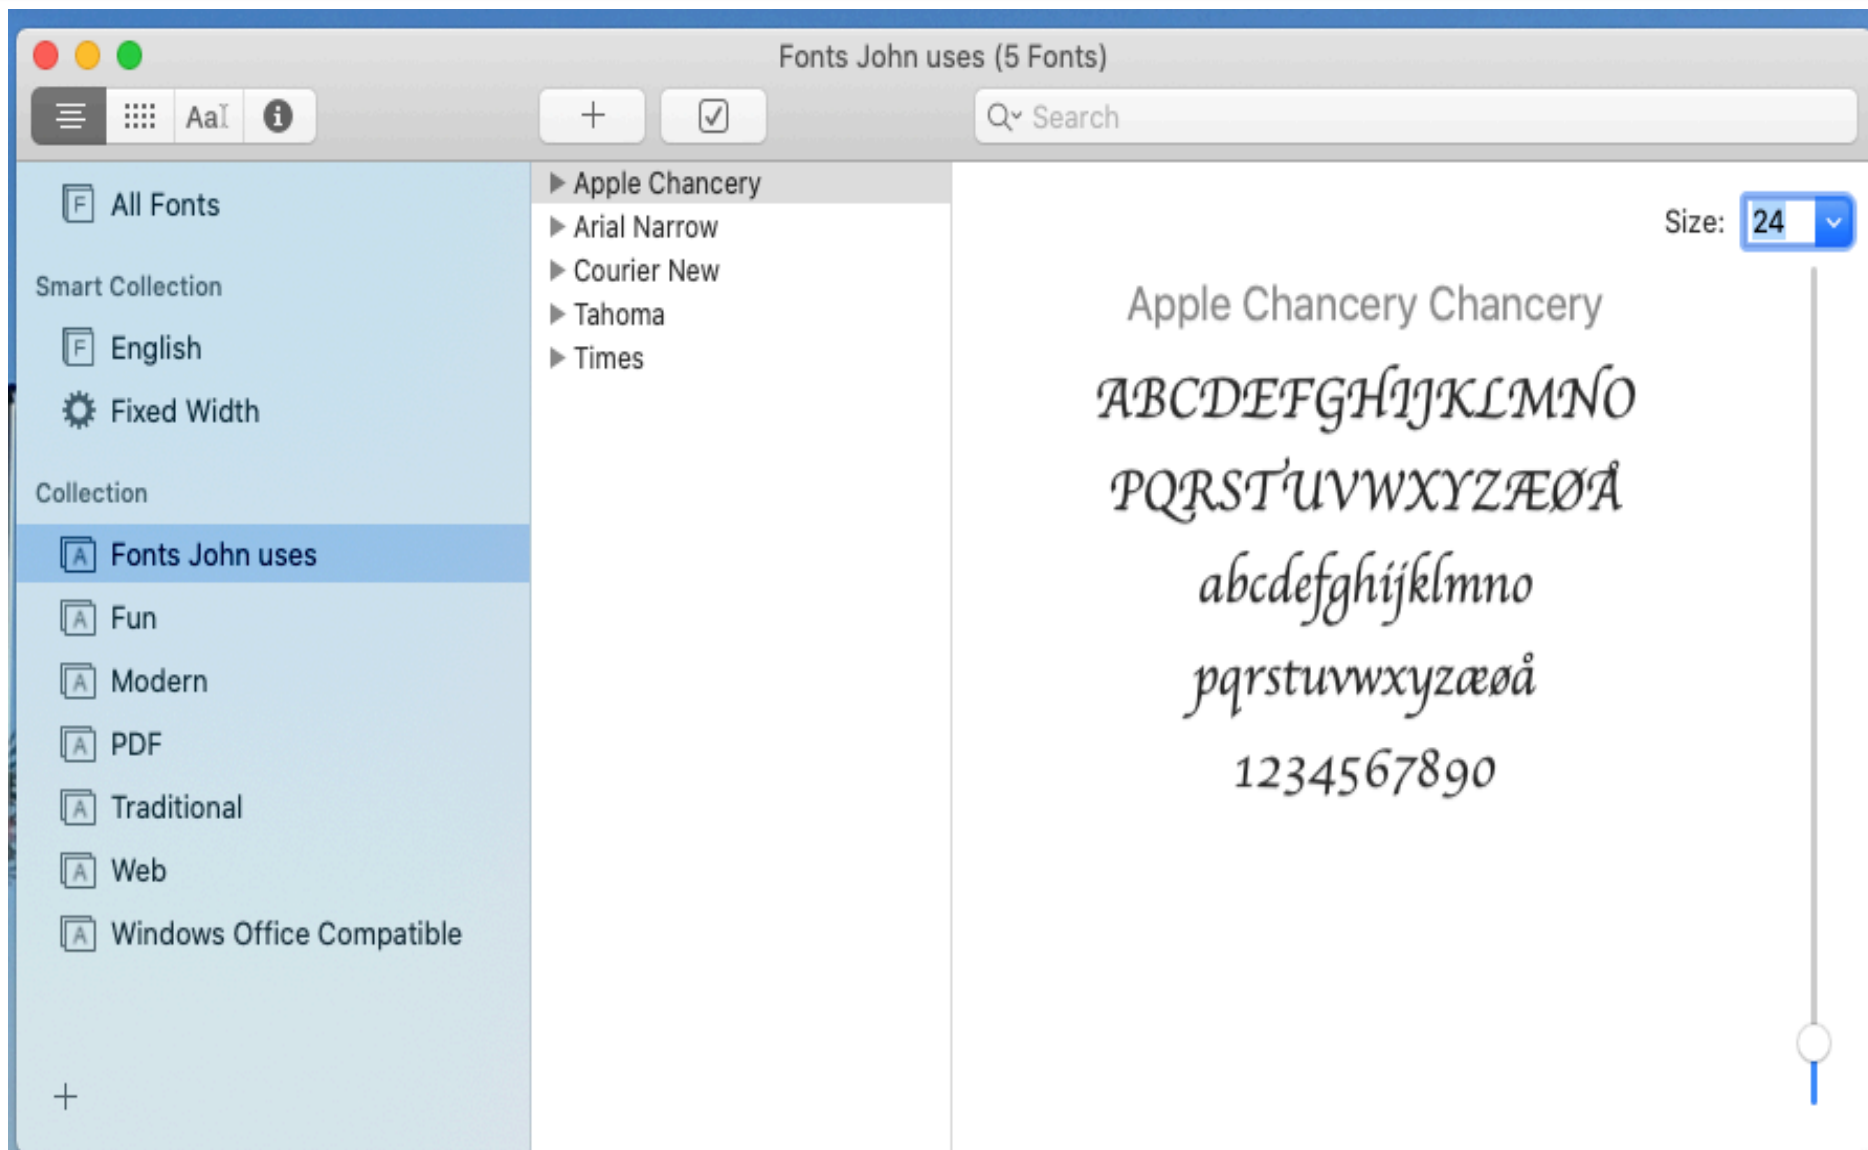 Fonts John uses (5 Fonts)
Aa
Search
All Fonts
Smart Collection
English
Fixed Width
Collection
Fonts John uses
Fun
Modern
PDF
Traditional
Web
Windows Office Compatible
Apple Chancery
Arial Narrow
Courier New
Tahoma
Times
Size: 24
Apple Chancery Chancery
ABCDEFGHIJKLMNO
PQRSTUVWXYZÆØÅ
abcdefghijklmno
pqrstuvwxyzæøå
1234567890